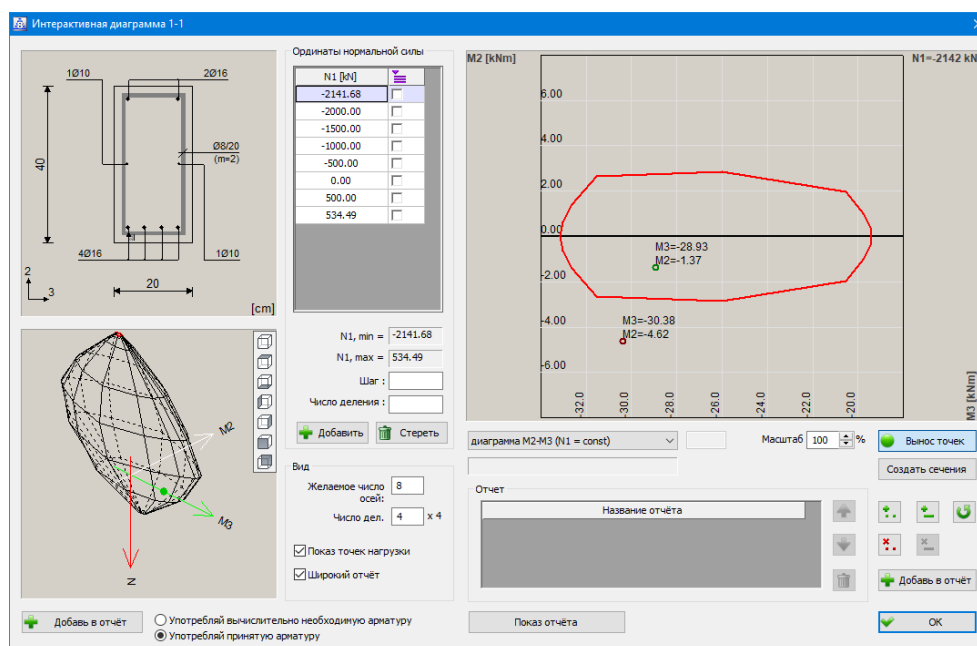 Интерактивная диаграмма 1-1
1Ø10
2Ø16
40
Ø8/20
(m=2)
4Ø16
1Ø10
2
3
20
[cm]
M2
M3
Z
Добавь в отчёт
Употребляй вычислительно необходимую арматуру
Употребляй принятую арматуру
Ординаты нормальной силы
N1 [kN]
-2141.68
-2000.00
-1500.00
-1000.00
-500.00
0.00
500.00
534.49
N1, min = -2141.68
N1, max = 534.49
Шаг :
Число деления :
Добавить
Стереть
Вид
Желаемое число
осей:
8
Число дел. 4 x 4
Показ точек нагрузки
Широкий отчёт
M2 [kNm]
N1=-2142 kN
6.00
4.00
2.00
0.00
-2.00
-4.00
-6.00
M3=-28.93
M2=-1.37
M3=-30.38
M2=-4.62
-32.0
-30.0
-28.0
-26.0
-24.0
-22.0
-20.0
M3 [kNm]
диаграмма M2-M3 (N1 = const)
Масштаб 100 %
Вынос точек
Создать сечения
Отчет
Название отчёта
Добавь в отчёт
Показ отчёта
OK